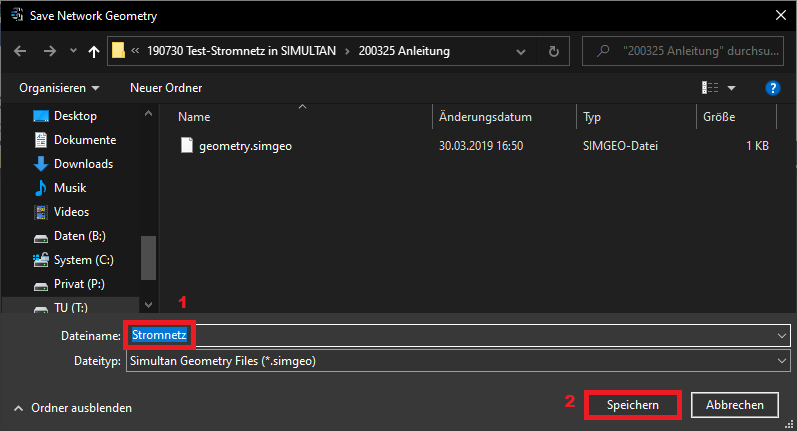 Save Network Geometry
190730 Test-Stromnetz in SIMULTAN 200325 Anleitung
"200325 Anleitung" durchsu...
Organisieren Neuer Ordner
?
Name Änderungsdatum Typ Größe
geometry.simgeo 30.03.2019 16:50 SIMGEO-Datei 1 KB
Desktop
Dokumente
Downloads
Musik
Videos
Daten (B:)
System (C:)
Privat (P:)
TU (T:)
1
Dateiname: Stromnetz
Dateityp: Simultan Geometry Files (*.simgeo)
Ordner ausblenden
2
Speichern
Abbrechen